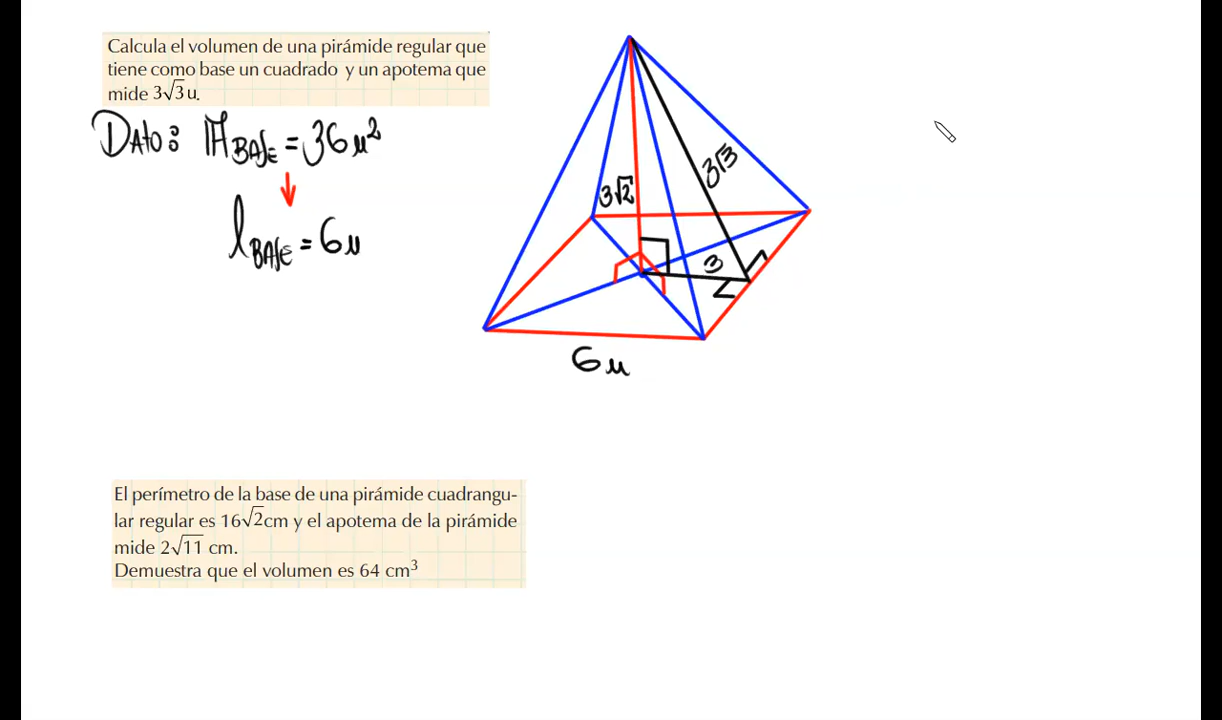 Calcula el volumen de una pirámide regular que
tiene como base un cuadrado y un apotema que
mide 3√3 u.
DATO: A BASE = 36 u²
l BASE = 6 u
3√2
3√3
3
6 u
El perímetro de la base de una pirámide cuadrangu-
lar regular es 16√2 cm y el apotema de la pirámide
mide 2√11 cm.
Demuestra que el volumen es 64 cm³